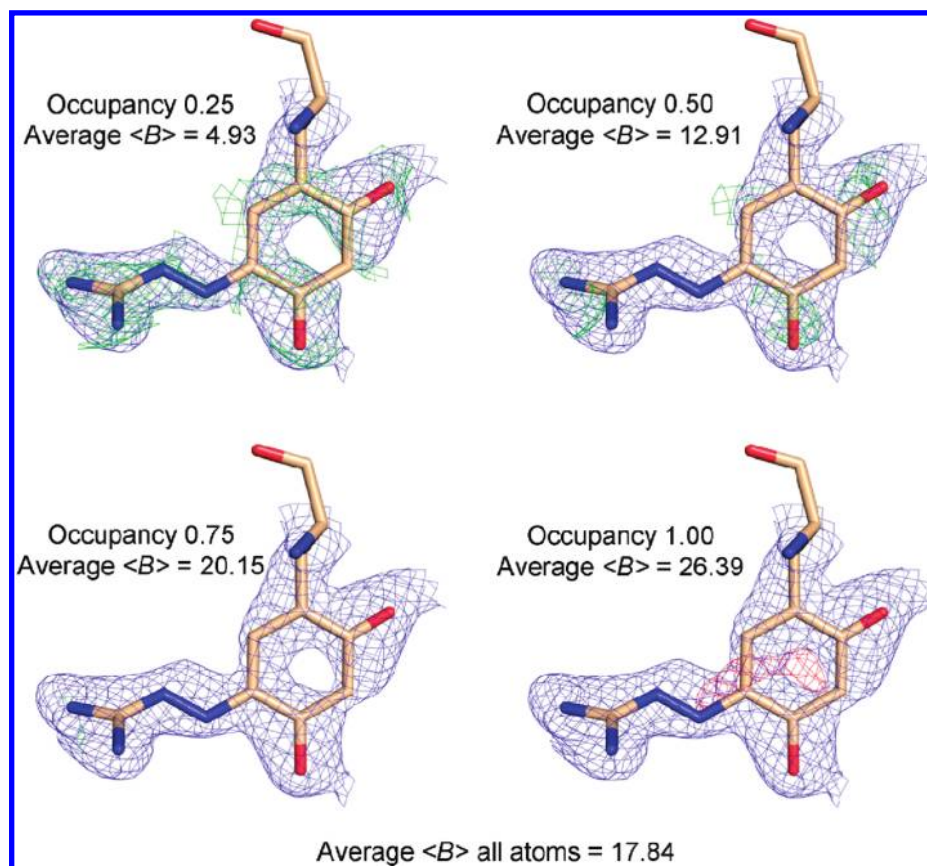 Occupancy 0.25
Average <B> = 4.93
Occupancy 0.50
Average <B> = 12.91
Occupancy 0.75
Average <B> = 20.15
Occupancy 1.00
Average <B> = 26.39
Average <B> all atoms = 17.84